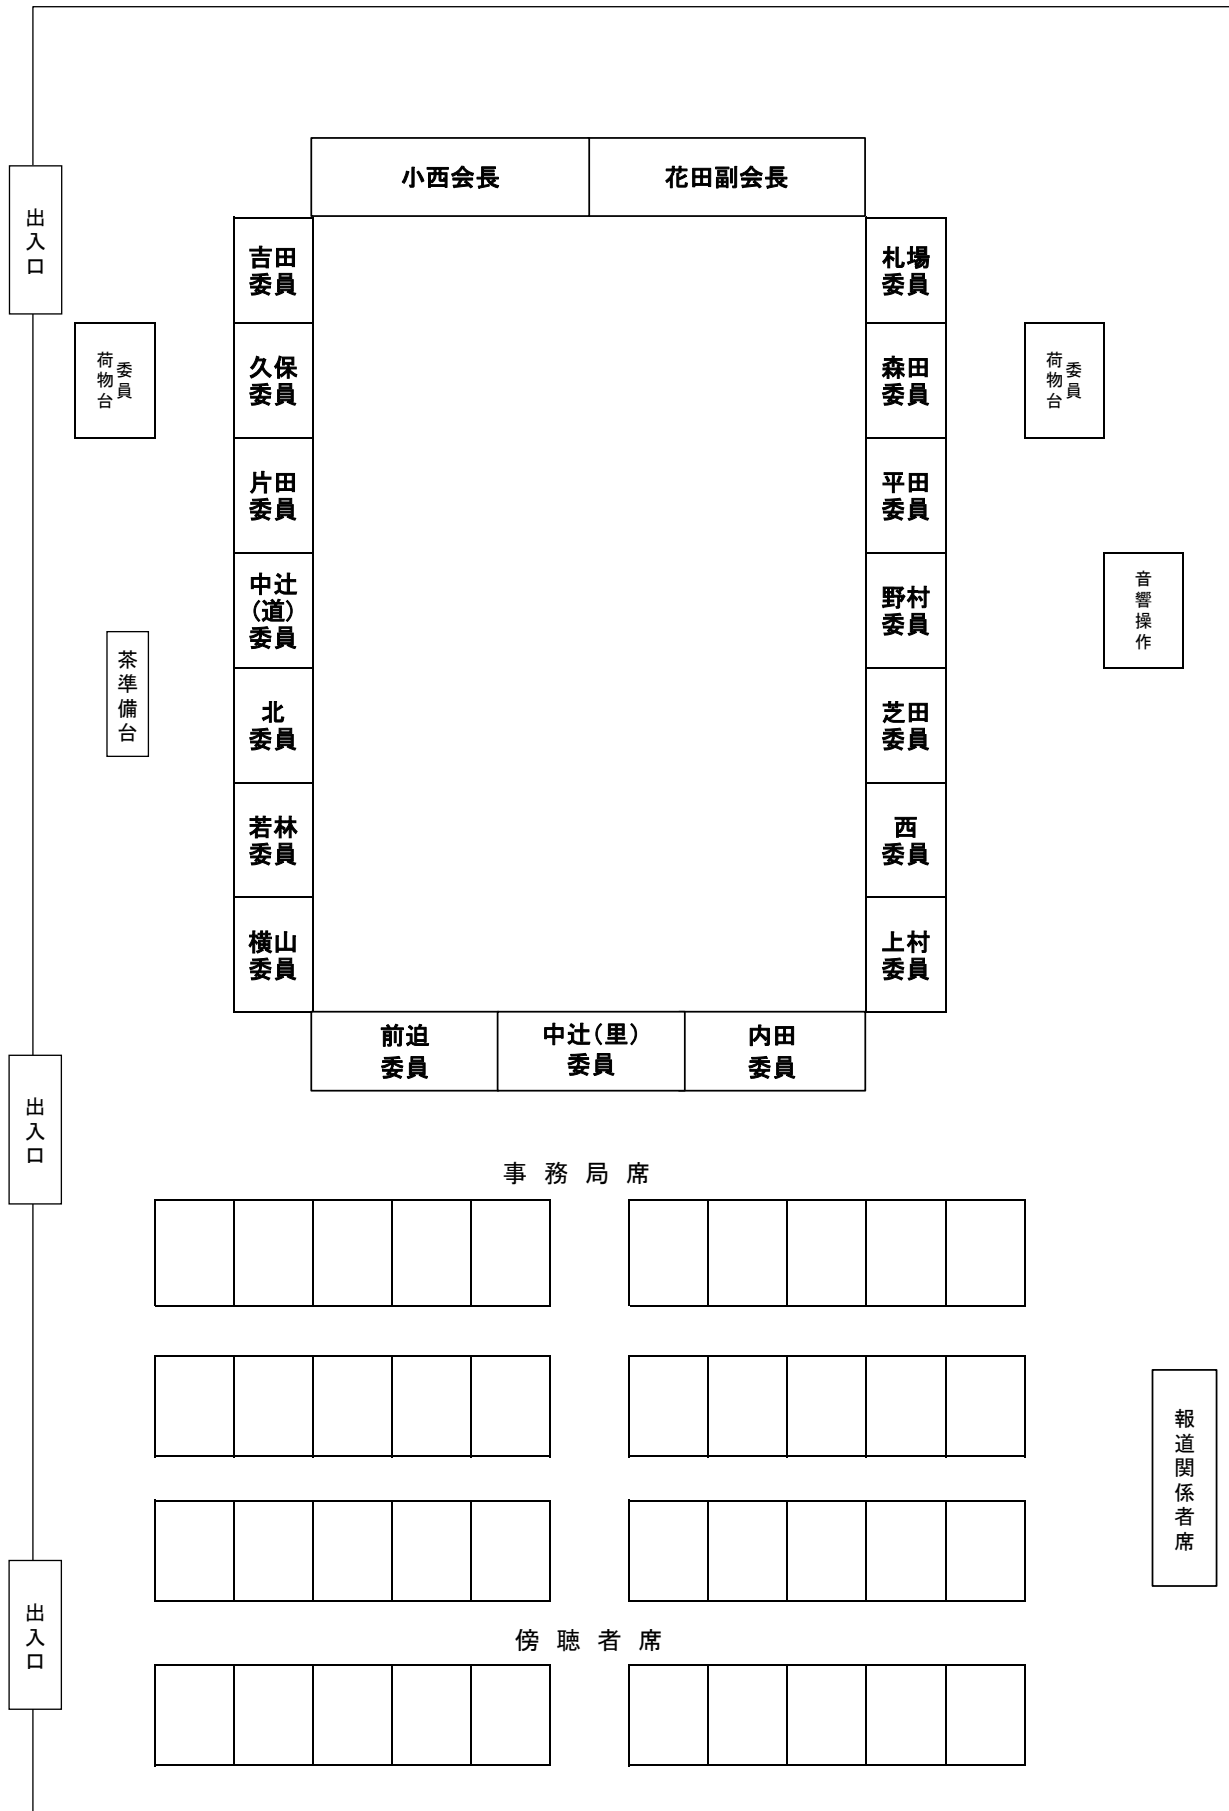 小西会長
花田副会長
出入口
吉田
委員
札場
委員
委員
荷物台
久保
委員
森田
委員
委員
荷物台
片田
委員
平田
委員
中辻
(道)
委員
野村
委員
音響操作
茶準備台
北
委員
芝田
委員
若林
委員
西
委員
横山
委員
上村
委員
前迫
委員
中辻(里)
委員
内田
委員
出入口
事務局席
報道関係者席
出入口
傍聴者席